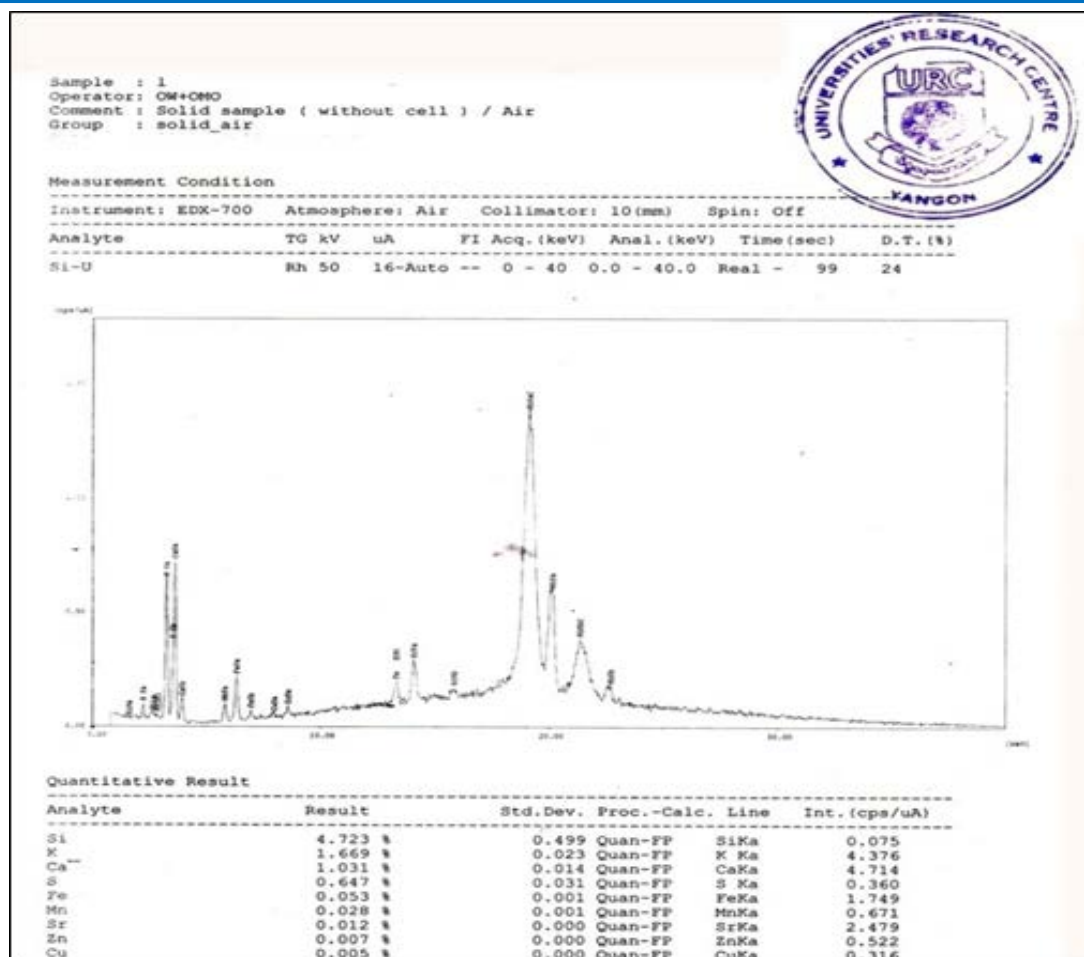 Sample : 1
Operator: OW+OMO
Comment : Solid sample ( without cell ) / Air
Group : solid_air
UNIVERSITIES' RESEARCH CENTRE
URC
YANGON
Measurement Condition
Instrument: EDX-700 Atmosphere: Air Collimator: 10(mm) Spin: Off
Analyte TG kV uA FI Acq.(keV) Anal.(keV) Time(sec) D.T.(%)
Si-U Rh 50 16-Auto -- 0 - 40 0.0 - 40.0 Real - 99 24
0.00
10.00 20.00 30.00
Quantitative Result
Analyte Result Std.Dev. Proc.-Calc. Line Int.(cps/uA)
Si 4.723 % 0.499 Quan-FP SiKa 0.075
K 1.669 % 0.023 Quan-FP K Ka 4.376
Ca 1.031 % 0.014 Quan-FP CaKa 4.714
S 0.647 % 0.031 Quan-FP S Ka 0.360
Fe 0.053 % 0.001 Quan-FP FeKa 1.749
Mn 0.028 % 0.001 Quan-FP MnKa 0.671
Sr 0.012 % 0.000 Quan-FP SrKa 2.479
Zn 0.007 % 0.000 Quan-FP ZnKa 0.522
Cu 0.005 % 0.000 Quan-FP CuKa 0.316